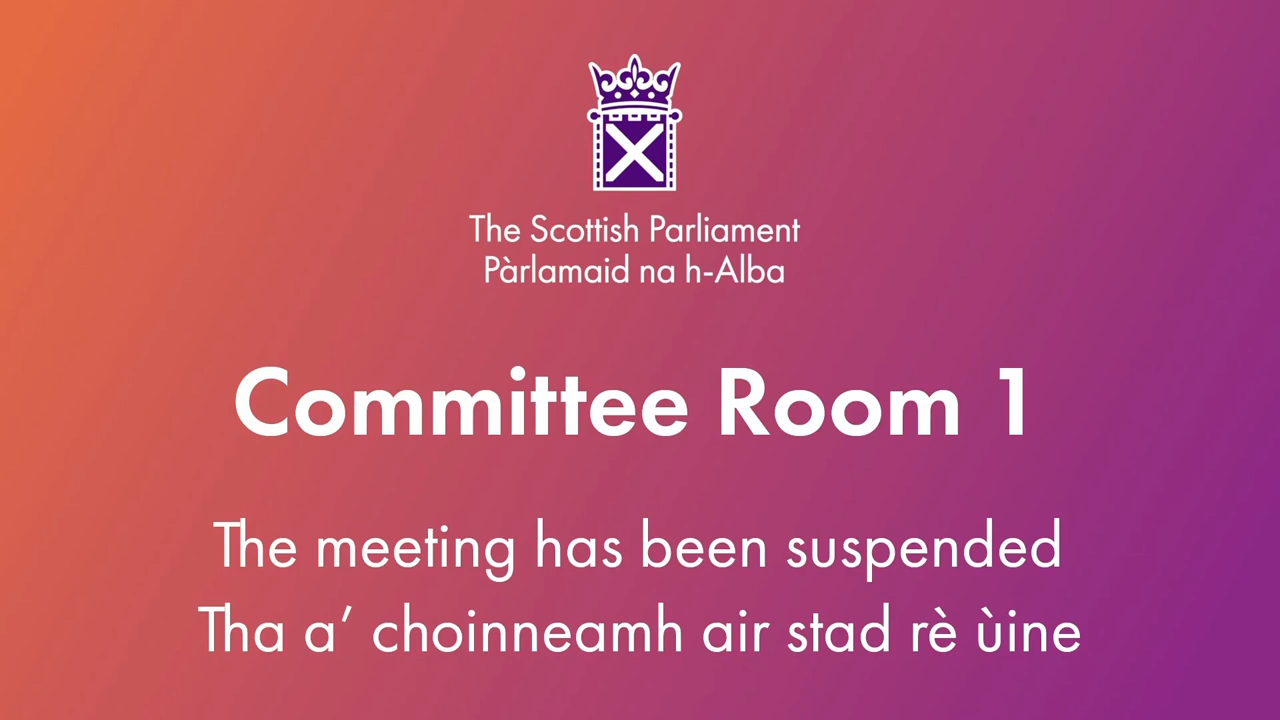 The Scottish Parliament
Pàrlamaid na h-Alba
Committee Room 1
The meeting has been suspended
Tha a’ choinneamh air stad rè ùine